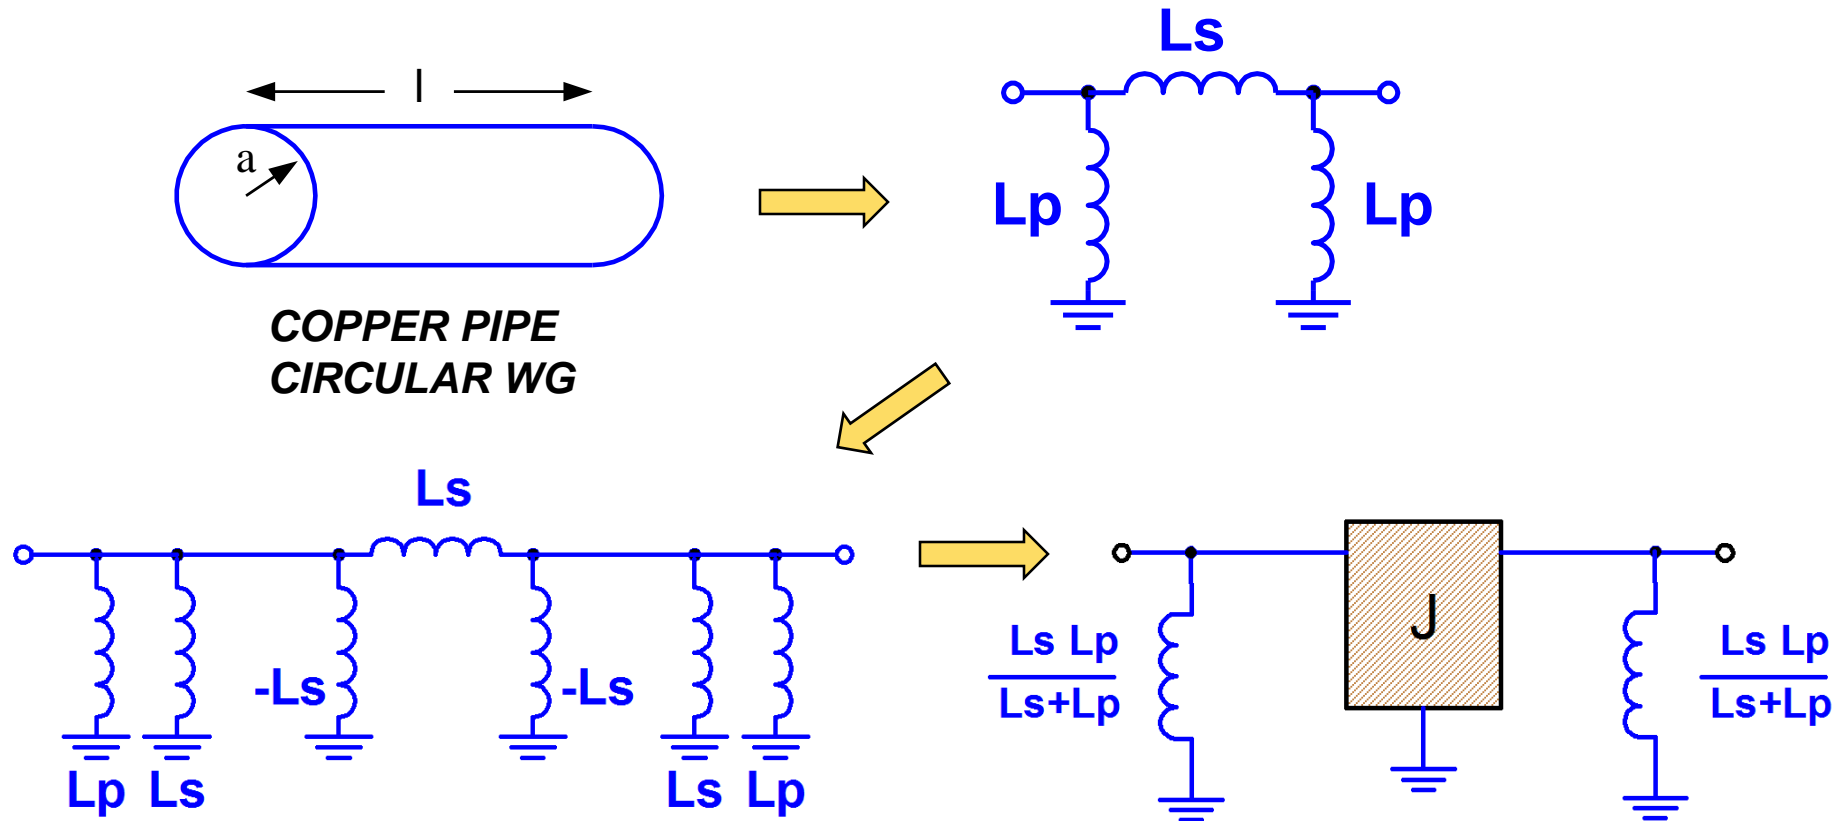 l
a
COPPER PIPE
CIRCULAR WG
Ls
Lp
Lp
Ls
-Ls
-Ls
Lp
Ls
Ls
Lp
J
Ls Lp
Ls+Lp
Ls Lp
Ls+Lp